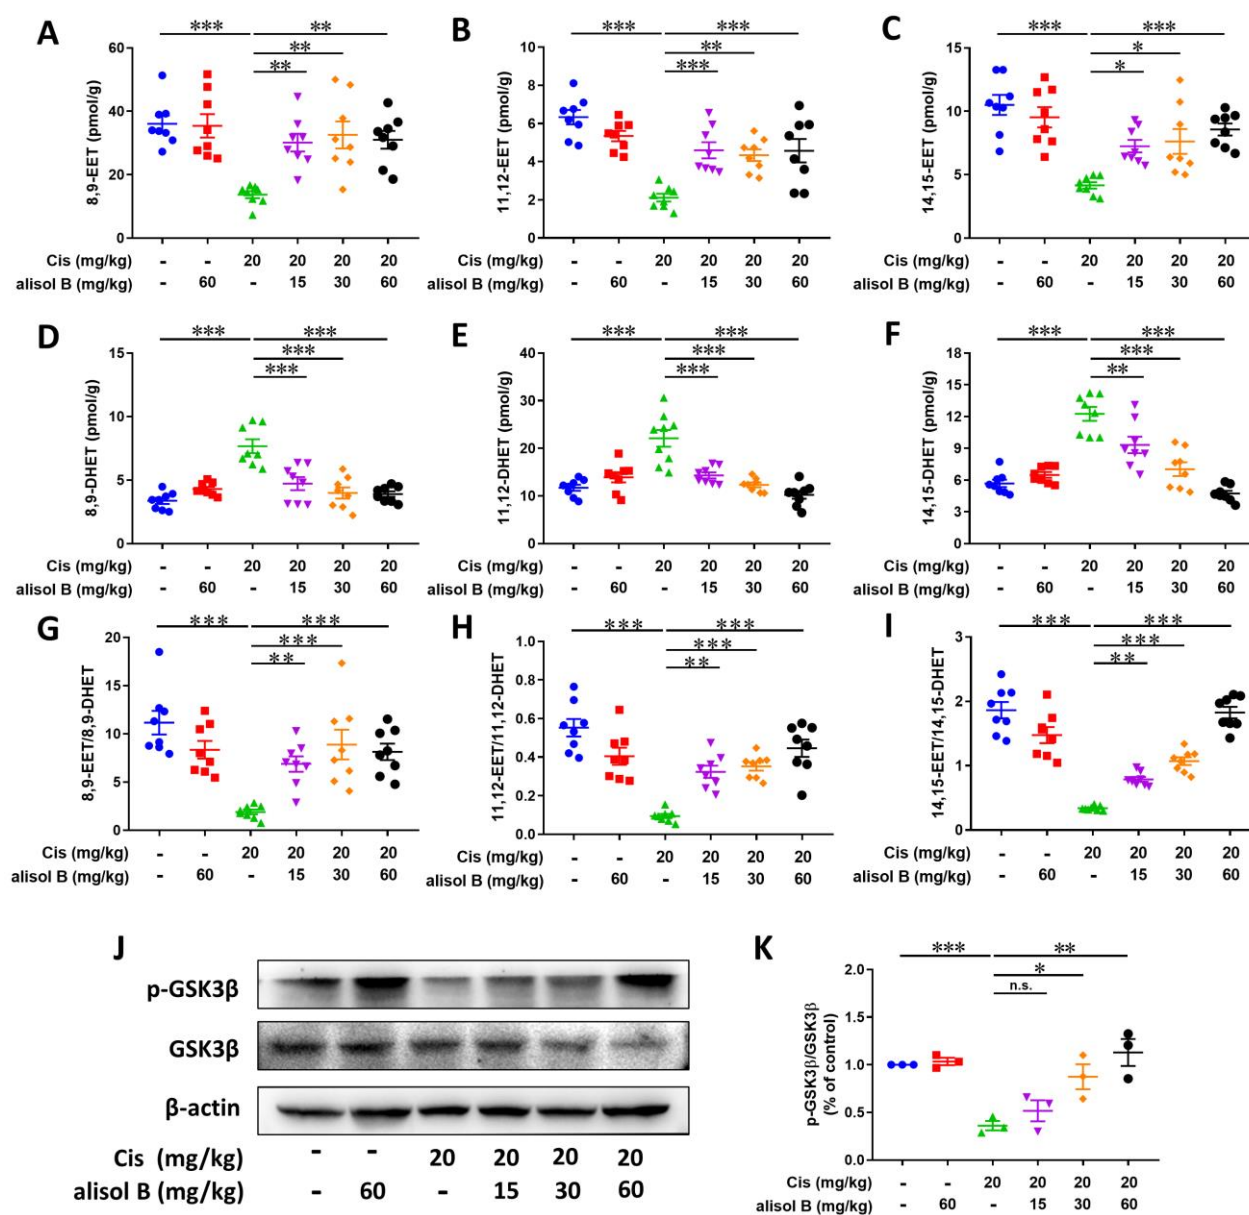 A
8,9-EET (pmol/g)
60
40
20
0
*** **
**
**
Cis (mg/kg) - - 20 20 20 20
alisol B (mg/kg) - 60 - 15 30 60
B
11,12-EET (pmol/g)
10
8
6
4
2
0
*** ***
**
***
- - 20 20 20 20
- 60 - 15 30 60
Cis (mg/kg)
alisol B (mg/kg)
C
14,15-EET (pmol/g)
15
10
5
0
*** ***
*
*
Cis (mg/kg) - - 20 20 20 20
alisol B (mg/kg) - 60 - 15 30 60
D
8,9-DHET (pmol/g)
15
10
5
0
*** ***
***
***
Cis (mg/kg) - - 20 20 20 20
alisol B (mg/kg) - 60 - 15 30 60
E
11,12-DHET (pmol/g)
40
30
20
10
0
*** ***
***
***
Cis (mg/kg) - - 20 20 20 20
alisol B (mg/kg) - 60 - 15 30 60
F
14,15-DHET (pmol/g)
18
15
12
9
6
3
0
*** ***
***
**
Cis (mg/kg) - - 20 20 20 20
alisol B (mg/kg) - 60 - 15 30 60
G
8,9-EET/8,9-DHET
20
15
10
5
0
*** ***
***
**
Cis (mg/kg) - - 20 20 20 20
alisol B (mg/kg) - 60 - 15 30 60
H
11,12-EET/11,12-DHET
1.0
0.8
0.6
0.4
0.2
0.0
*** ***
***
**
Cis (mg/kg) - - 20 20 20 20
alisol B (mg/kg) - 60 - 15 30 60
I
14,15-EET/14,15-DHET
3
2
1
0
*** ***
***
**
Cis (mg/kg) - - 20 20 20 20
alisol B (mg/kg) - 60 - 15 30 60
J
p-GSK3β
GSK3β
β-actin
Cis (mg/kg) - - 20 20 20 20
alisol B (mg/kg) - 60 - 15 30 60
K
p-GSK3β/GSK3β
(% of control)
2.0
1.5
1.0
0.5
0.0
*** **
*
n.s.
Cis (mg/kg) - - 20 20 20 20
alisol B (mg/kg) - 60 - 15 30 60